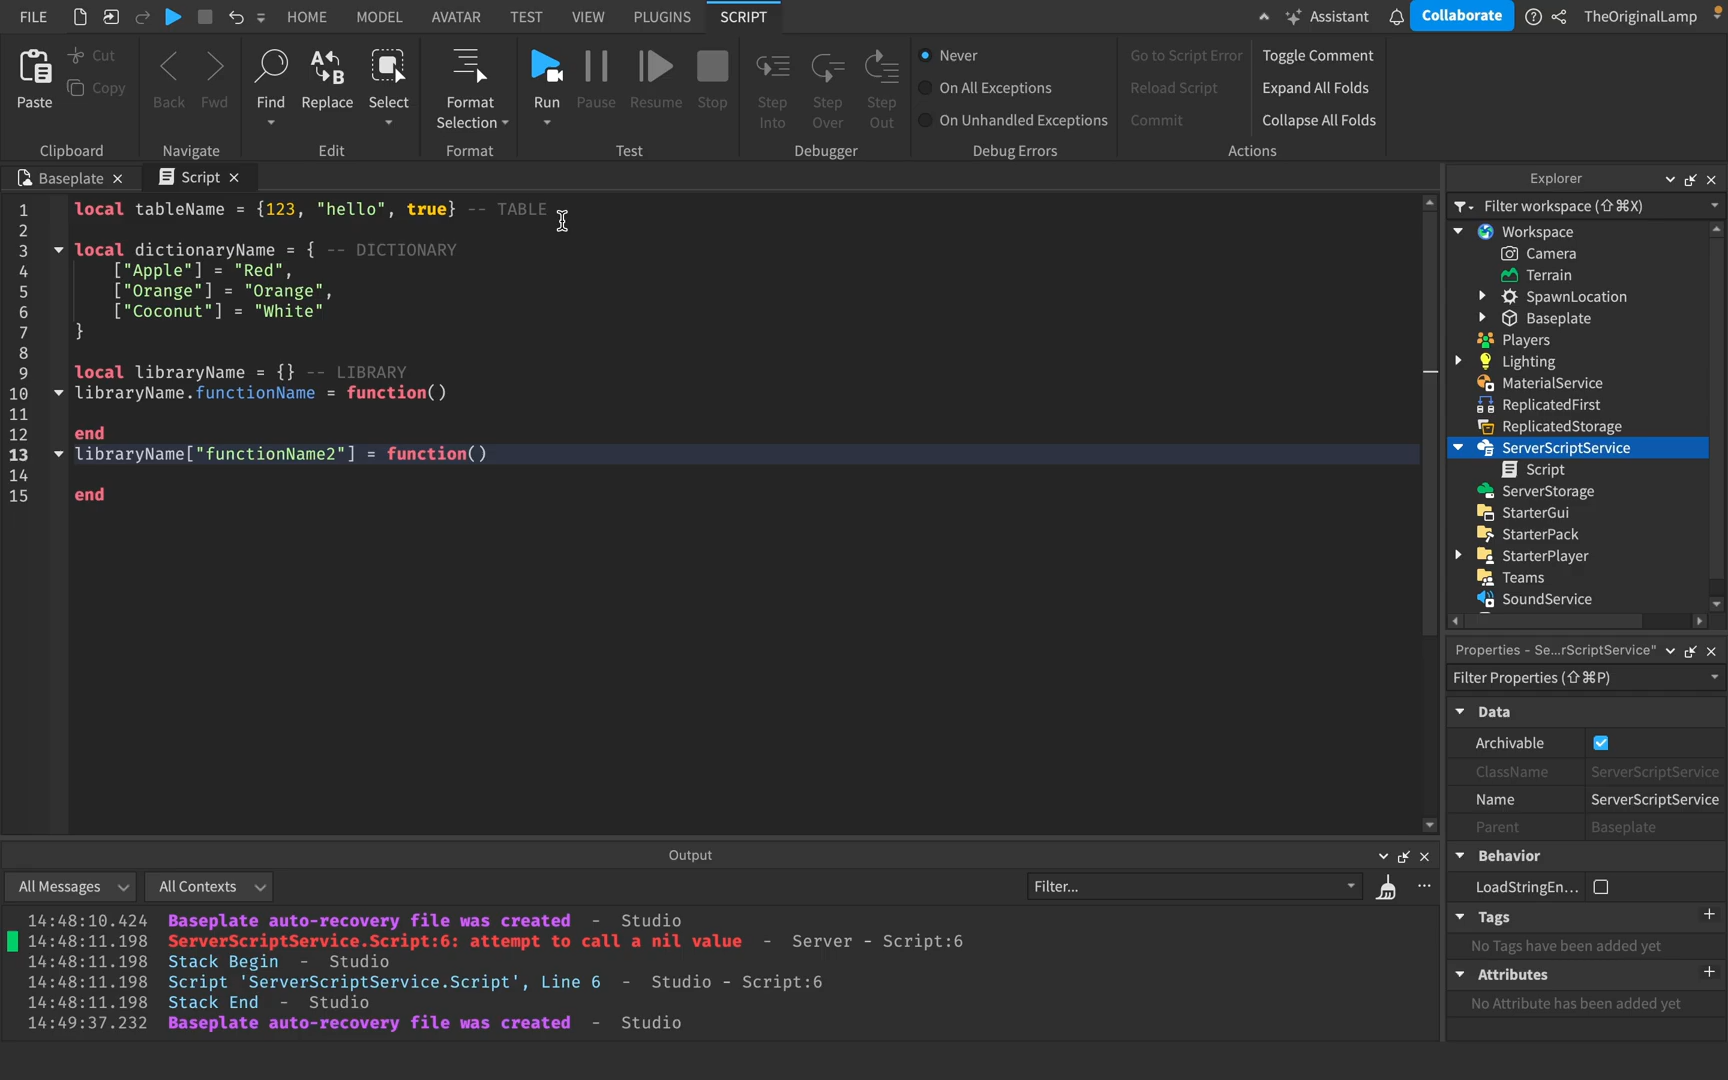 FILE HOME MODEL AVATAR TEST VIEW PLUGINS SCRIPT Assistant Collaborate TheOriginalLamp
Paste Cut Copy
Back Fwd
Find Replace Select
Format Selection
Run Pause Resume Stop
Step Into Step Over Step Out
Never
On All Exceptions
On Unhandled Exceptions
Go to Script Error
Reload Script
Commit
Toggle Comment
Expand All Folds
Collapse All Folds
Clipboard Navigate Edit Format Test Debugger Debug Errors Actions
Baseplate Script
1 local tableName = {123, "hello", true} -- TABLE
2
3 local dictionaryName = { -- DICTIONARY
4 ["Apple"] = "Red",
5 ["Orange"] = "Orange",
6 ["Coconut"] = "White"
7 }
8
9 local libraryName = {} -- LIBRARY
10 libraryName.functionName = function()
11
12 end
13 libraryName["functionName2"] = function()
14
15 end
Explorer
Filter workspace (⇧⌘X)
Workspace
Camera
Terrain
SpawnLocation
Baseplate
Players
Lighting
MaterialService
ReplicatedFirst
ReplicatedStorage
ServerScriptService
Script
ServerStorage
StarterGui
StarterPack
StarterPlayer
Teams
SoundService
Properties - Se...rScriptService"
Filter Properties (⇧⌘P)
Data
Archivable
ClassName ServerScriptService
Name ServerScriptService
Parent Baseplate
Behavior
LoadStringEn...
Tags
No Tags have been added yet
Attributes
No Attribute has been added yet
Output
All Messages All Contexts Filter...
14:48:10.424 Baseplate auto-recovery file was created - Studio
14:48:11.198 ServerScriptService.Script:6: attempt to call a nil value - Server - Script:6
14:48:11.198 Stack Begin - Studio
14:48:11.198 Script 'ServerScriptService.Script', Line 6 - Studio - Script:6
14:48:11.198 Stack End - Studio
14:49:37.232 Baseplate auto-recovery file was created - Studio